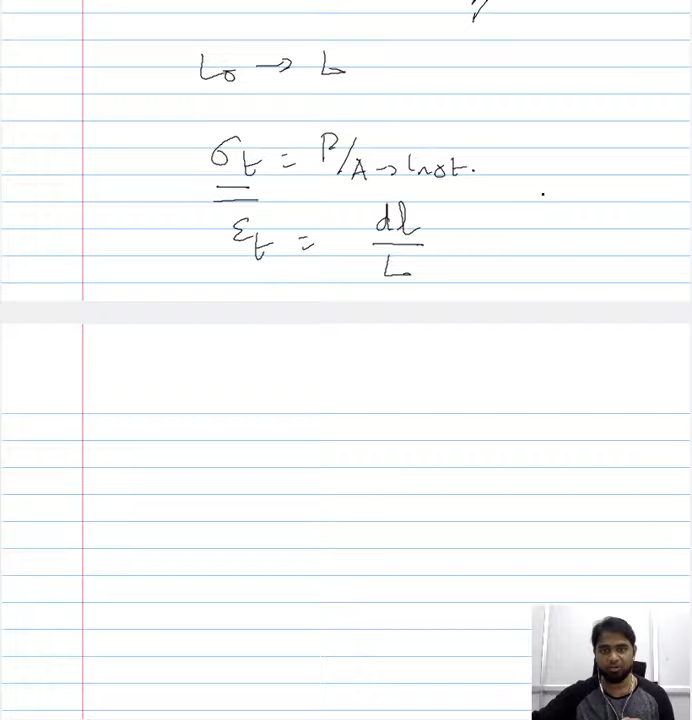 L₀ → L
σₜ = P/A → Inst.
εₜ = dl/L